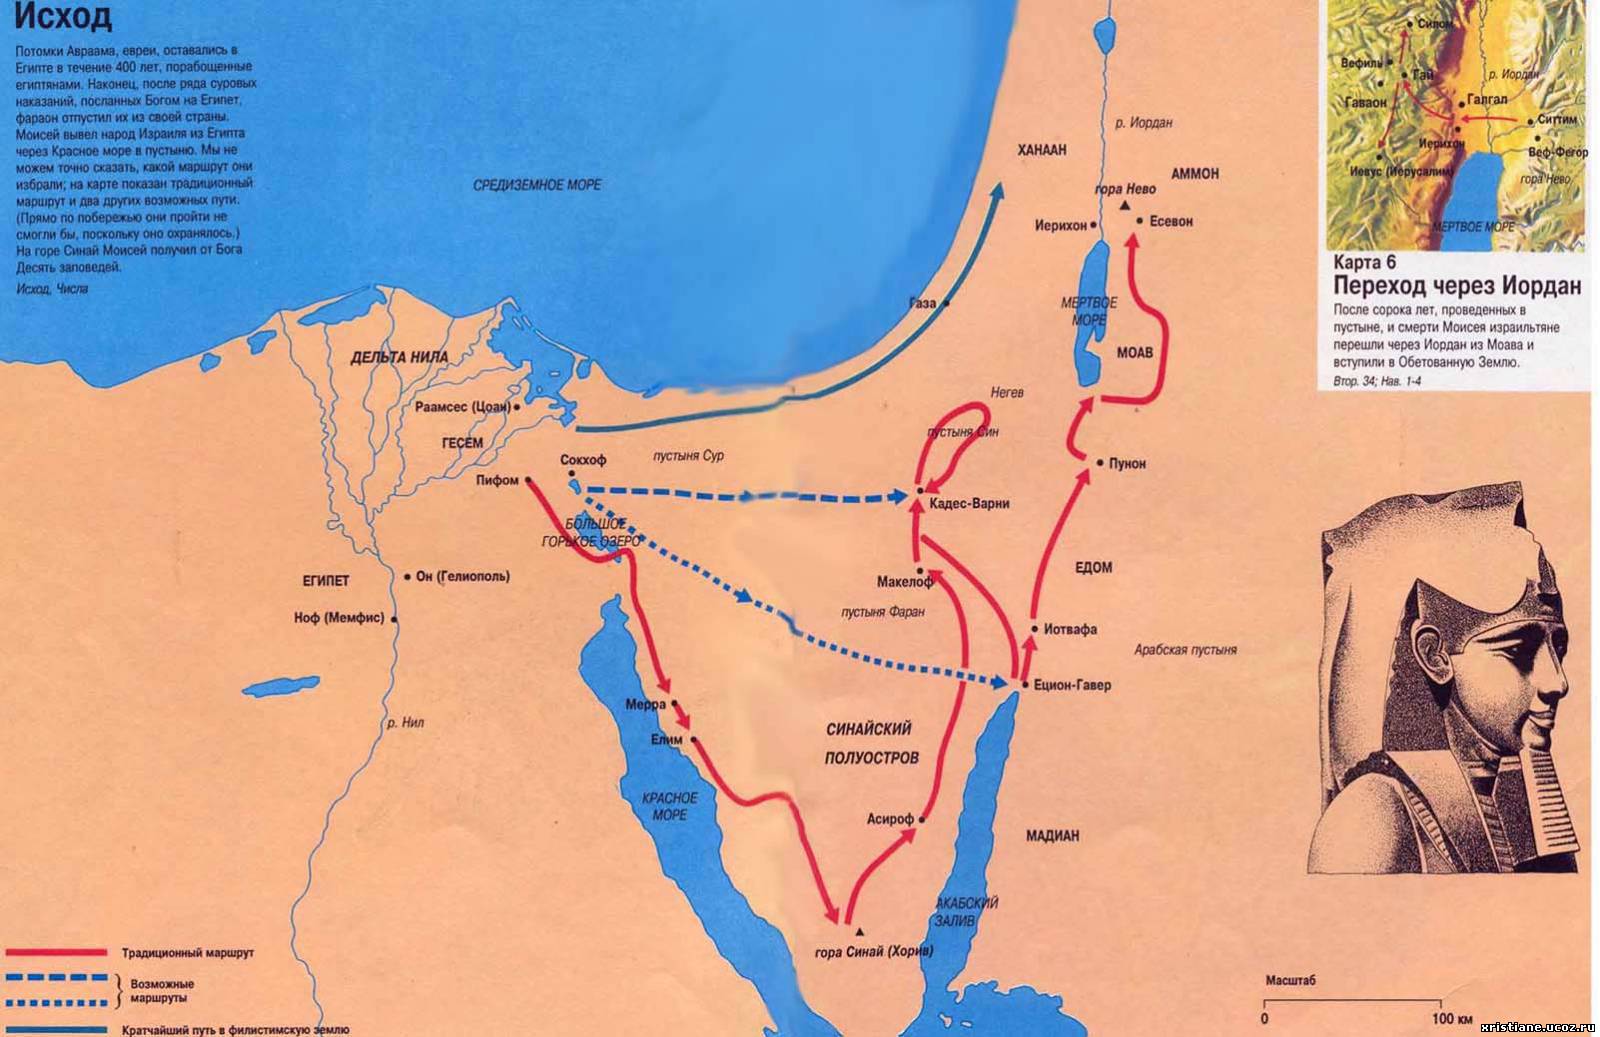 Исход
Потомки Авраама, евреи, оставались в
Египте в течение 400 лет, порабощенные
египтянами. Наконец, после ряда суровых
наказаний, посланных Богом на Египет,
фараон отпустил их из своей страны.
Моисей вывел народ Израиля из Египта
через Красное море в пустыню. Мы не
можем точно сказать, какой маршрут они
избрали; на карте показан традиционный
маршрут и два других возможных пути.
(Прямо по побережью они пройти не
смогли бы, поскольку оно охранялось.)
На горе Синай Моисей получил от Бога
Десять заповедей.
Исход, Числа
СРЕДИЗЕМНОЕ МОРЕ
ХАНААН
р. Иордан
АММОН
гора Нево
Иерихон
Есевон
Газа
МЕРТВОЕ
МОРЕ
МОАВ
ДЕЛЬТА НИЛА
Раамсес (Цоан)
ГЕСЕМ
Негев
пустыня Син
Сокхоф
пустыня Сур
Пифом
Пунон
Кадес-Варни
БОЛЬШОЕ
ГОРЬКОЕ ОЗЕРО
ЕГИПЕТ
Он (Гелиополь)
Ноф (Мемфис)
Макелоф
ЕДОМ
пустыня Фаран
Иотвафа
Арабская пустыня
Ецион-Гавер
Мерра
р. Нил
Елим
СИНАЙСКИЙ
ПОЛУОСТРОВ
КРАСНОЕ
МОРЕ
Асироф
МАДИАН
АКАБСКИЙ
ЗАЛИВ
гора Синай (Хорив)
Традиционный маршрут
Возможные
маршруты
Кратчайший путь в филистимскую землю
Силом
Вефиль
Гай
р. Иордан
Гаваон
Галгал
Ситтим
Иерихон
Веф-Фегор
Иевус (Иерусалим)
гора Нево
МЕРТВОЕ МОРЕ
Карта 6
Переход через Иордан
После сорока лет, проведенных в
пустыне, и смерти Моисея израильтяне
перешли через Иордан из Моава и
вступили в Обетованную Землю.
Втор. 34; Нав. 1-4
Масштаб
0
100 км
xristiane.ucoz.ru